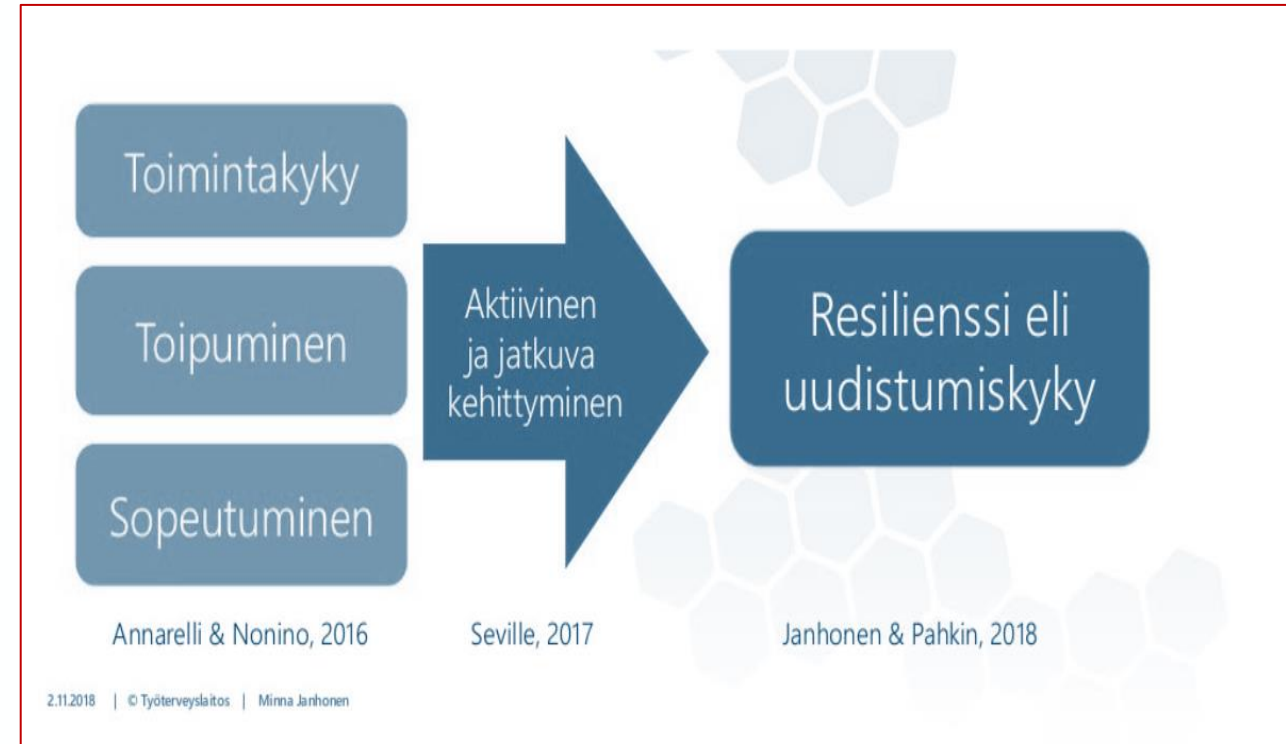 Toimintakyky
Toipuminen
Sopeutuminen
Aktiivinen
ja jatkuva
kehittyminen
Resilienssi eli
uudistumiskyky
Annarelli & Nonino, 2016
Seville, 2017
Janhonen & Pahkin, 2018
2.11.2018 | © Työterveyslaitos | Minna Janhonen